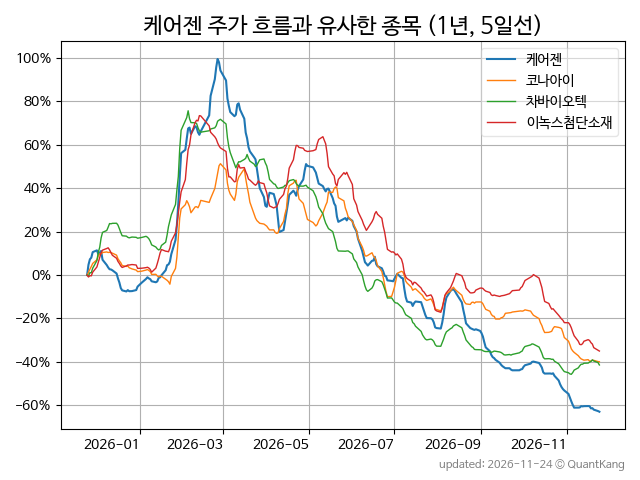 케어젠 주가 흐름과 유사한 종목 (1년, 5일선)
케어젠
코나아이
차바이오텍
이녹스첨단소재
100%
80%
60%
40%
20%
0%
−20%
−40%
−60%
2026-01 2026-03 2026-05 2026-07 2026-09 2026-11
updated: 2026-11-24 © QuantKang